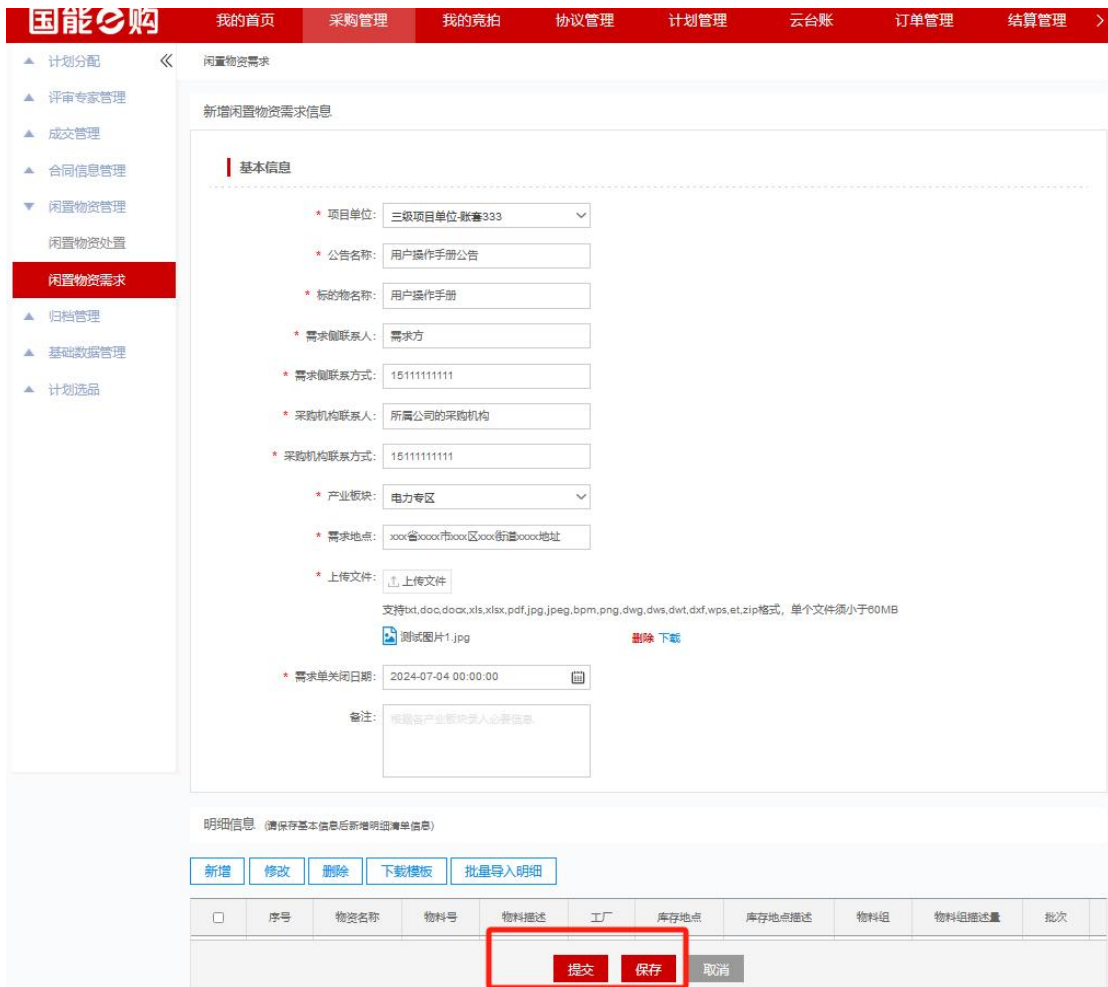 国能e购 我的首页 采购管理 我的竞拍 协议管理 计划管理 云台账 订单管理 结算管理 >
计划分配 《
评审专家管理
成交管理
合同信息管理
闲置物资管理
闲置物资处置
闲置物资需求
归档管理
基础数据管理
计划选品
闲置物资需求
新增闲置物资需求信息
基本信息
* 项目单位: 三级项目单位-账套333
* 公告名称: 用户操作手册公告
* 标的物名称: 用户操作手册
* 需求侧联系人: 需求方
* 需求侧联系方式: 15111111111
* 采购机构联系人: 所属公司的采购机构
* 采购机构联系方式: 15111111111
* 产业板块: 电力专区
* 需求地点: xxx省xxxx市xxx区xxx街道xxxx地址
* 上传文件: 上传文件
支持txt,doc,docx,xls,xlsx,pdf,jpg,jpeg,bpm,png,dwg,dws,dwt,dxf,wps,et,zip格式，单个文件须小于60MB
测试图片1.jpg 删除 下载
* 需求单关闭日期: 2024-07-04 00:00:00
备注: 根据各产业板块录入必要信息
明细信息 (请保存基本信息后新增明细清单信息)
新增 修改 删除 下载模板 批量导入明细
序号 物资名称 物料号 物料描述 工厂 库存地点 库存地点描述 物料组 物料组描述量 批次
提交 保存 取消